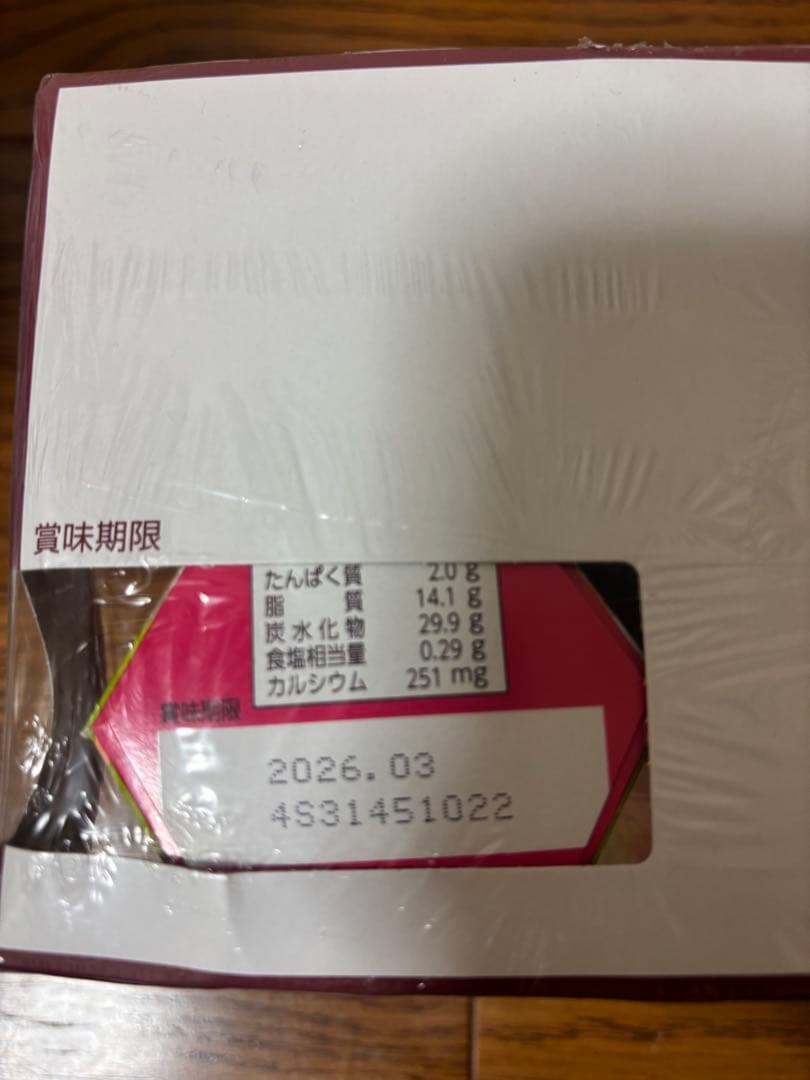 賞味期限
たんぱく質 2.0 g
脂質 14.1 g
炭水化物 29.9 g
食塩相当量 0.29 g
カルシウム 251 mg
賞味期限
2026.03
4S31451022